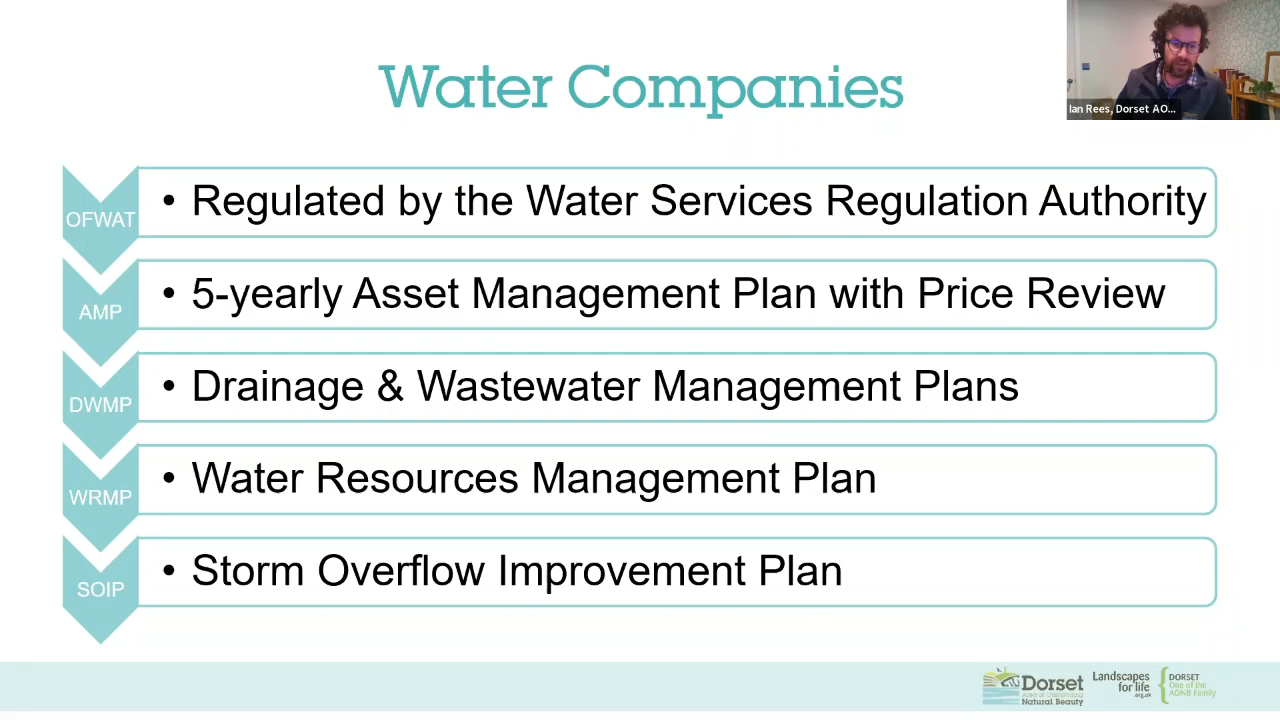 Water Companies
Ian Rees, Dorset AO...
OFWAT
• Regulated by the Water Services Regulation Authority
AMP
• 5-yearly Asset Management Plan with Price Review
DWMP
• Drainage & Wastewater Management Plans
WRMP
• Water Resources Management Plan
SOIP
• Storm Overflow Improvement Plan
Dorset
Area of Outstanding
Natural Beauty
Landscapes
for life
.org.uk
DORSET
One of the
AONB Family